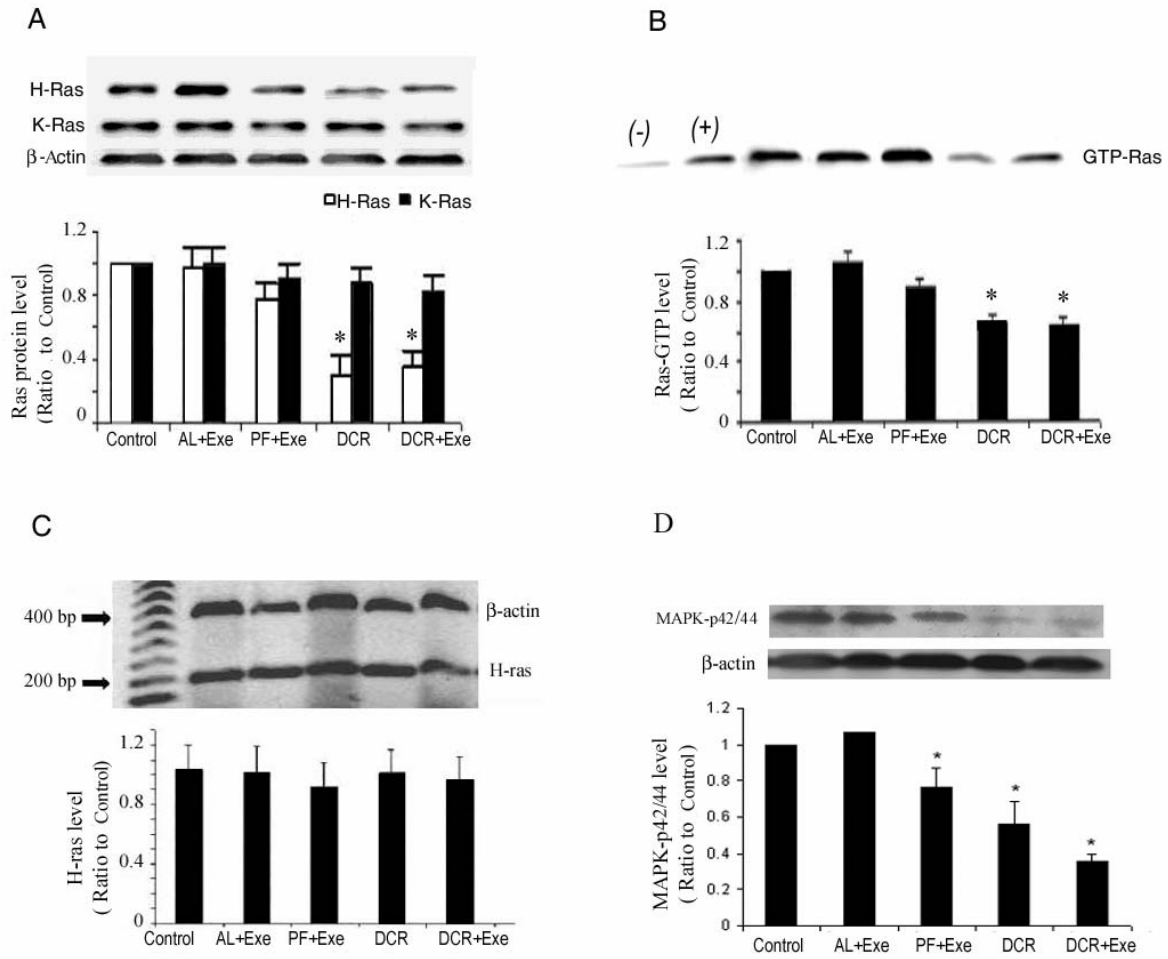 A
H-Ras
K-Ras
β-Actin
H-Ras K-Ras
Ras protein level
(Ratio to Control)
1.2
0.8
0.4
0
*
*
Control AL+Exe PF+Exe DCR DCR+Exe
B
(-) (+)
GTP-Ras
Ras-GTP level
( Ratio to Control)
1.2
0.8
0.4
0
*
*
Control AL+Exe PF+Exe DCR DCR+Exe
C
400 bp
200 bp
β-actin
H-ras
H-ras level
( Ratio to Control)
1.2
0.8
0.4
0
Control AL+Exe PF+Exe DCR DCR+Exe
D
MAPK-p42/44
β-actin
MAPK-p42/44 level
( Ratio to Control)
1.2
1
0.8
0.6
0.4
0.2
0
*
*
*
Control AL+Exe PF+Exe DCR DCR+Exe